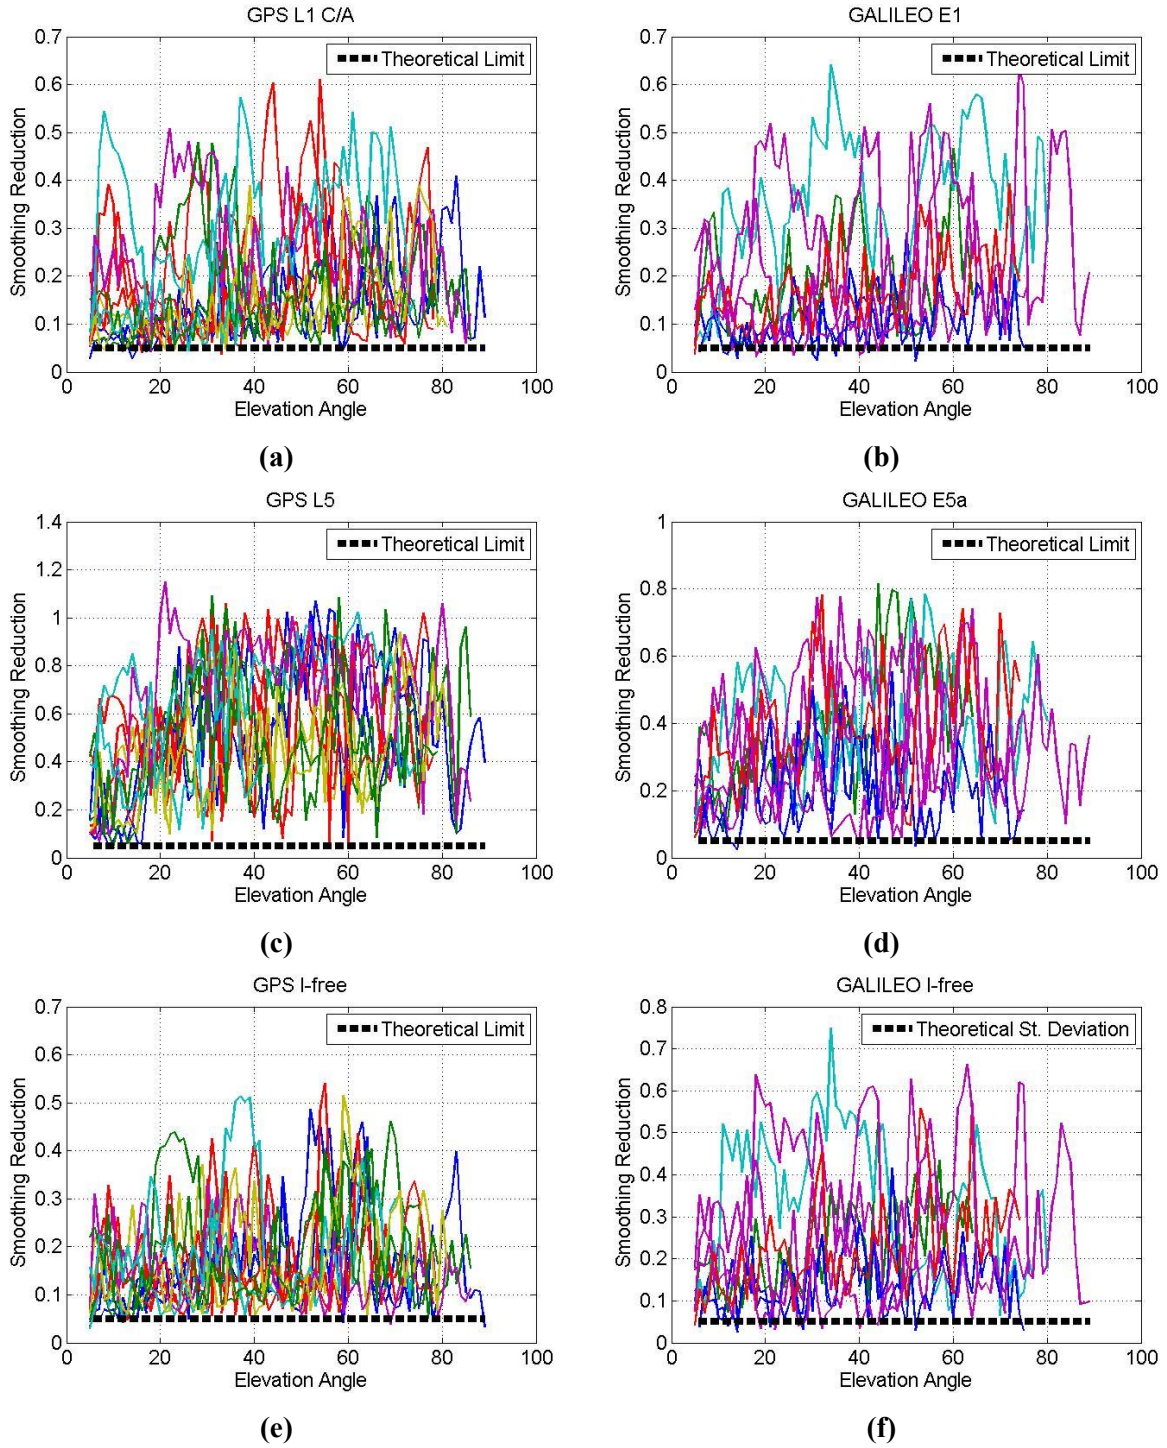 GPS L1 C/A
0.7
0.6
0.5
0.4
0.3
0.2
0.1
0
Smoothing Reduction
Theoretical Limit
0 20 40 60 80 100
Elevation Angle
(a)
GALILEO E1
0.7
0.6
0.5
0.4
0.3
0.2
0.1
0
Smoothing Reduction
Theoretical Limit
0 20 40 60 80 100
Elevation Angle
(b)
GPS L5
1.4
1.2
1
0.8
0.6
0.4
0.2
0
Smoothing Reduction
Theoretical Limit
0 20 40 60 80 100
Elevation Angle
(c)
GALILEO E5a
1
0.8
0.6
0.4
0.2
0
Smoothing Reduction
Theoretical Limit
0 20 40 60 80 100
Elevation Angle
(d)
GPS I-free
0.7
0.6
0.5
0.4
0.3
0.2
0.1
0
Smoothing Reduction
Theoretical Limit
0 20 40 60 80 100
Elevation Angle
(e)
GALILEO I-free
0.8
0.7
0.6
0.5
0.4
0.3
0.2
0.1
0
Smoothing Reduction
Theoretical St. Deviation
0 20 40 60 80 100
Elevation Angle
(f)